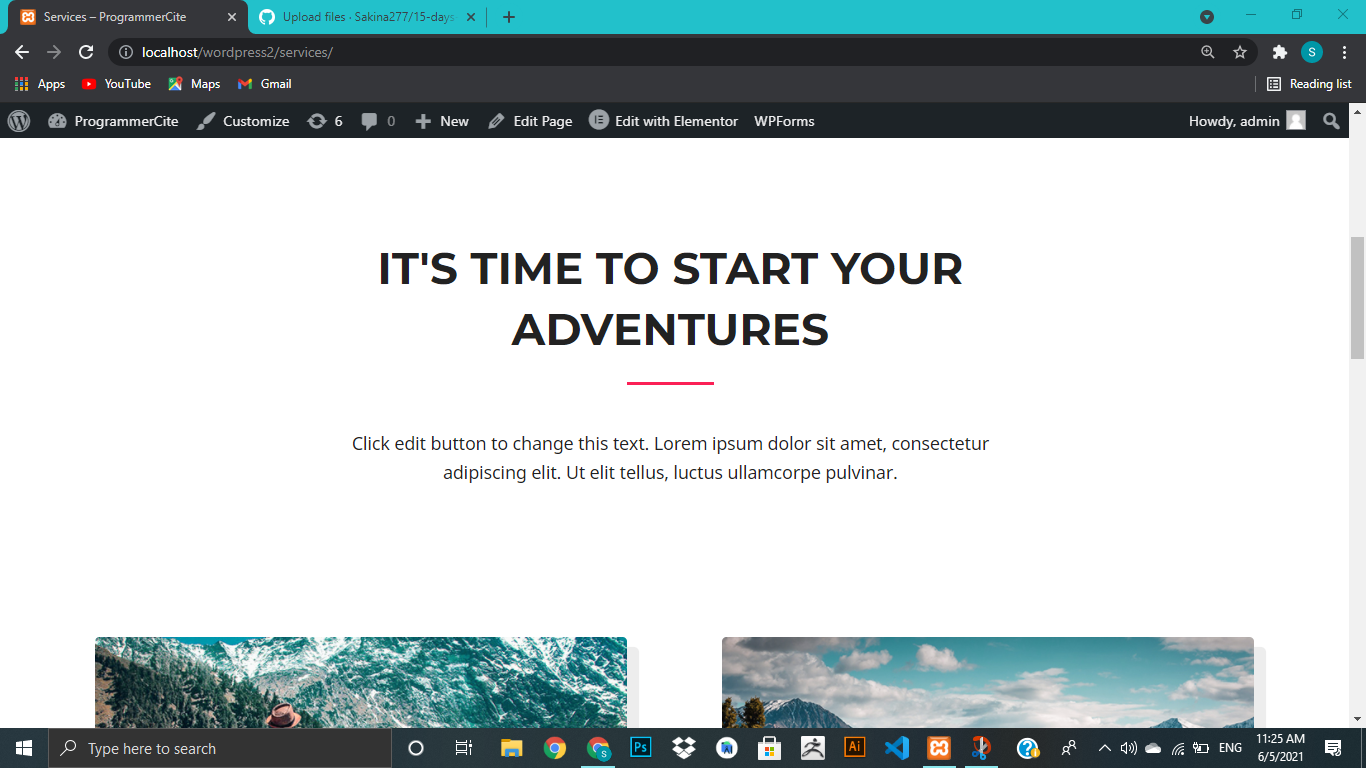 Services – ProgrammerCite
Upload files · Sakina277/15-days
localhost/wordpress2/services/
Apps YouTube Maps Gmail Reading list
ProgrammerCite Customize 6 0 New Edit Page Edit with Elementor WPForms Howdy, admin
IT'S TIME TO START YOUR
ADVENTURES
Click edit button to change this text. Lorem ipsum dolor sit amet, consectetur
adipiscing elit. Ut elit tellus, luctus ullamcorpe pulvinar.
Type here to search
Ps
Ai
ENG
11:25 AM
6/5/2021